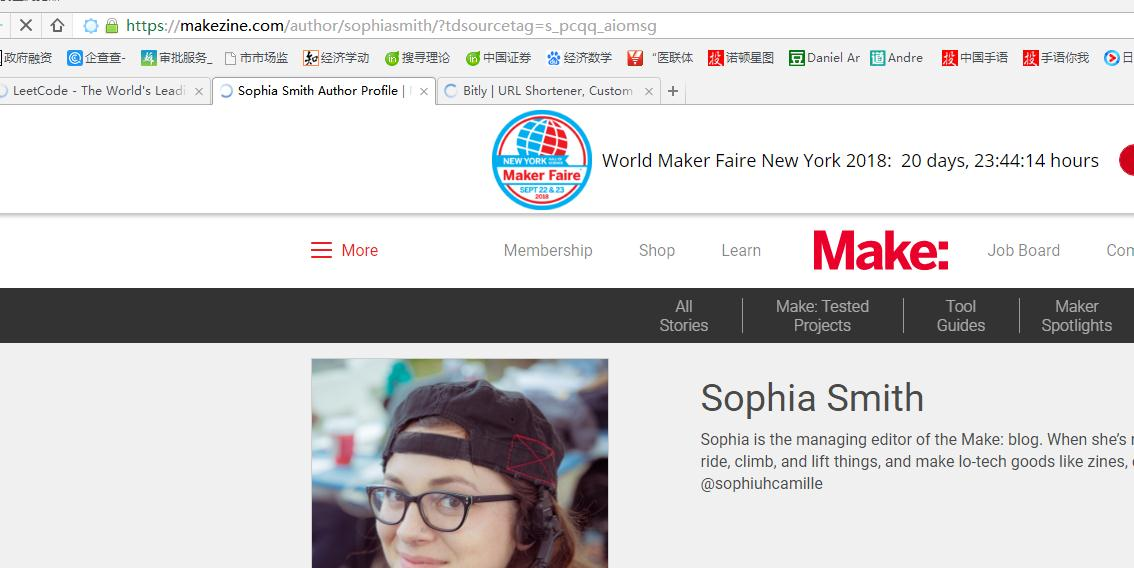 https://makezine.com/author/sophiasmith/?tdsourcetag=s_pcqq_aiomsg
政府融资 企查查- 审批服务_ 市市场监 经济学动 搜寻理论 中国证券 经济数学 “医联体 诺顿星图 Daniel Ar Andre 中国手语 手语你我 日
LeetCode - The World's Leadi Sophia Smith Author Profile | Bitly | URL Shortener, Custom
NEW YORK
Maker Faire
SEPT 22 & 23
2018
World Maker Faire New York 2018: 20 days, 23:44:14 hours
More Membership Shop Learn Make: Job Board Com
All Stories
Make: Tested Projects
Tool Guides
Maker Spotlights
Sophia Smith
Sophia is the managing editor of the Make: blog. When she’s
ride, climb, and lift things, and make lo-tech goods like zines,
@sophiuhcamille